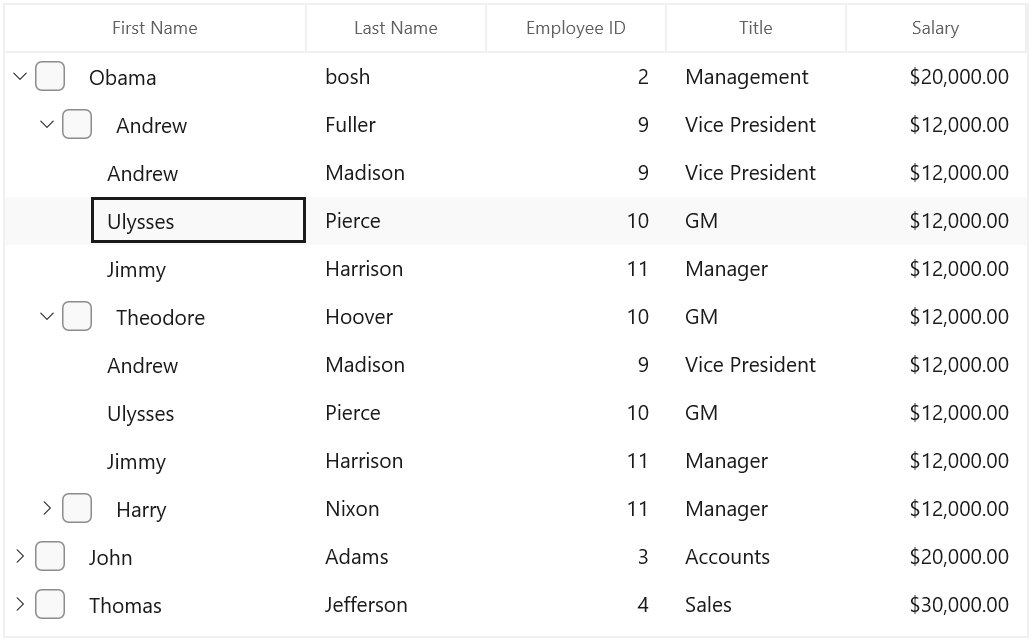 First Name Last Name Employee ID Title Salary
Obama bosh 2 Management $20,000.00
Andrew Fuller 9 Vice President $12,000.00
Andrew Madison 9 Vice President $12,000.00
Ulysses Pierce 10 GM $12,000.00
Jimmy Harrison 11 Manager $12,000.00
Theodore Hoover 10 GM $12,000.00
Andrew Madison 9 Vice President $12,000.00
Ulysses Pierce 10 GM $12,000.00
Jimmy Harrison 11 Manager $12,000.00
Harry Nixon 11 Manager $12,000.00
John Adams 3 Accounts $20,000.00
Thomas Jefferson 4 Sales $30,000.00